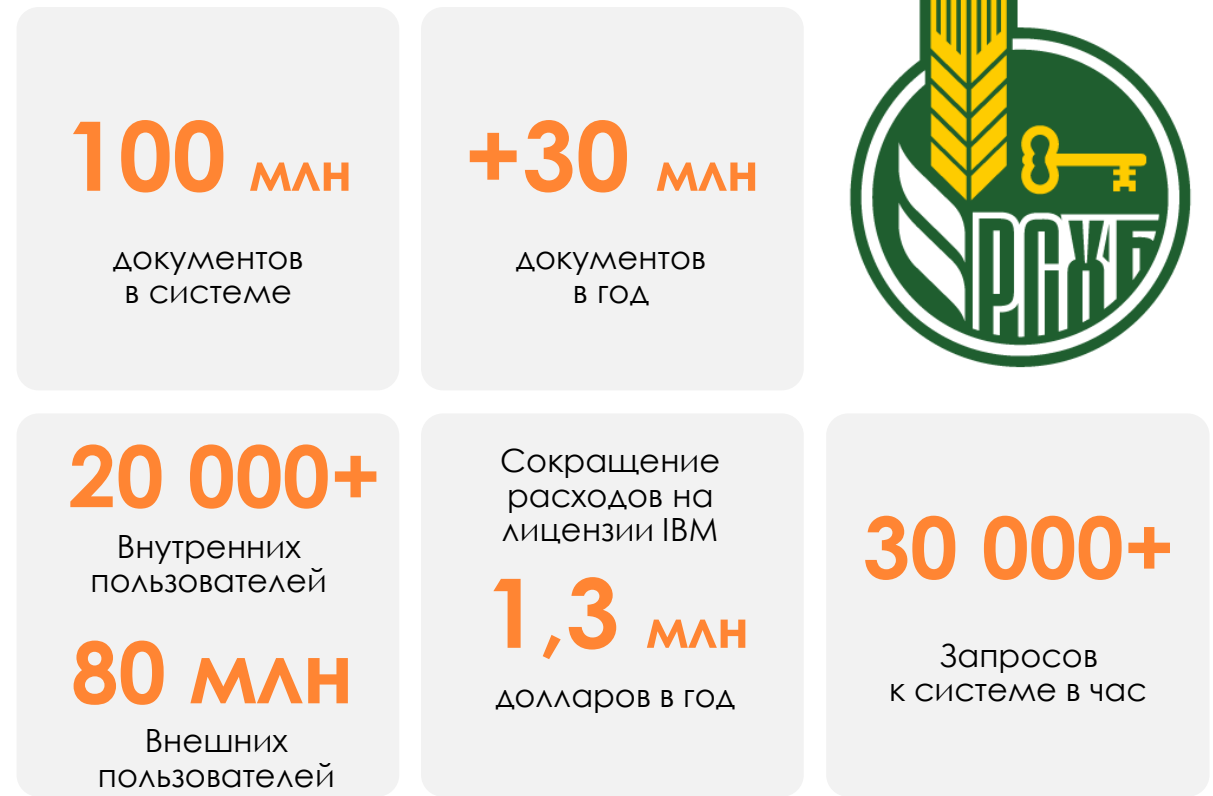 100 млн
документов
в системе
+30 млн
документов
в год
РСХБ
20 000+
Внутренних
пользователей
80 млн
Внешних
пользователей
Сокращение
расходов на
лицензии IBM
1,3 млн
долларов в год
30 000+
Запросов
к системе в час